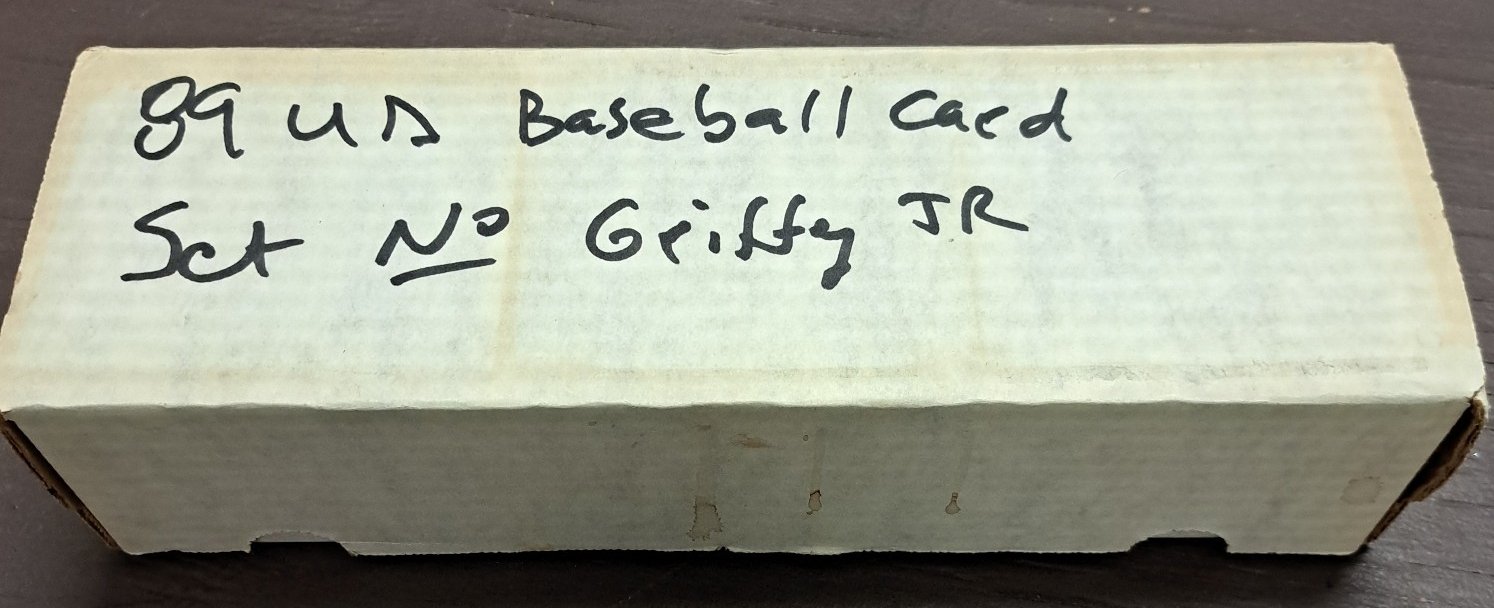 89 UD Baseball Card
Set No Griffey JR